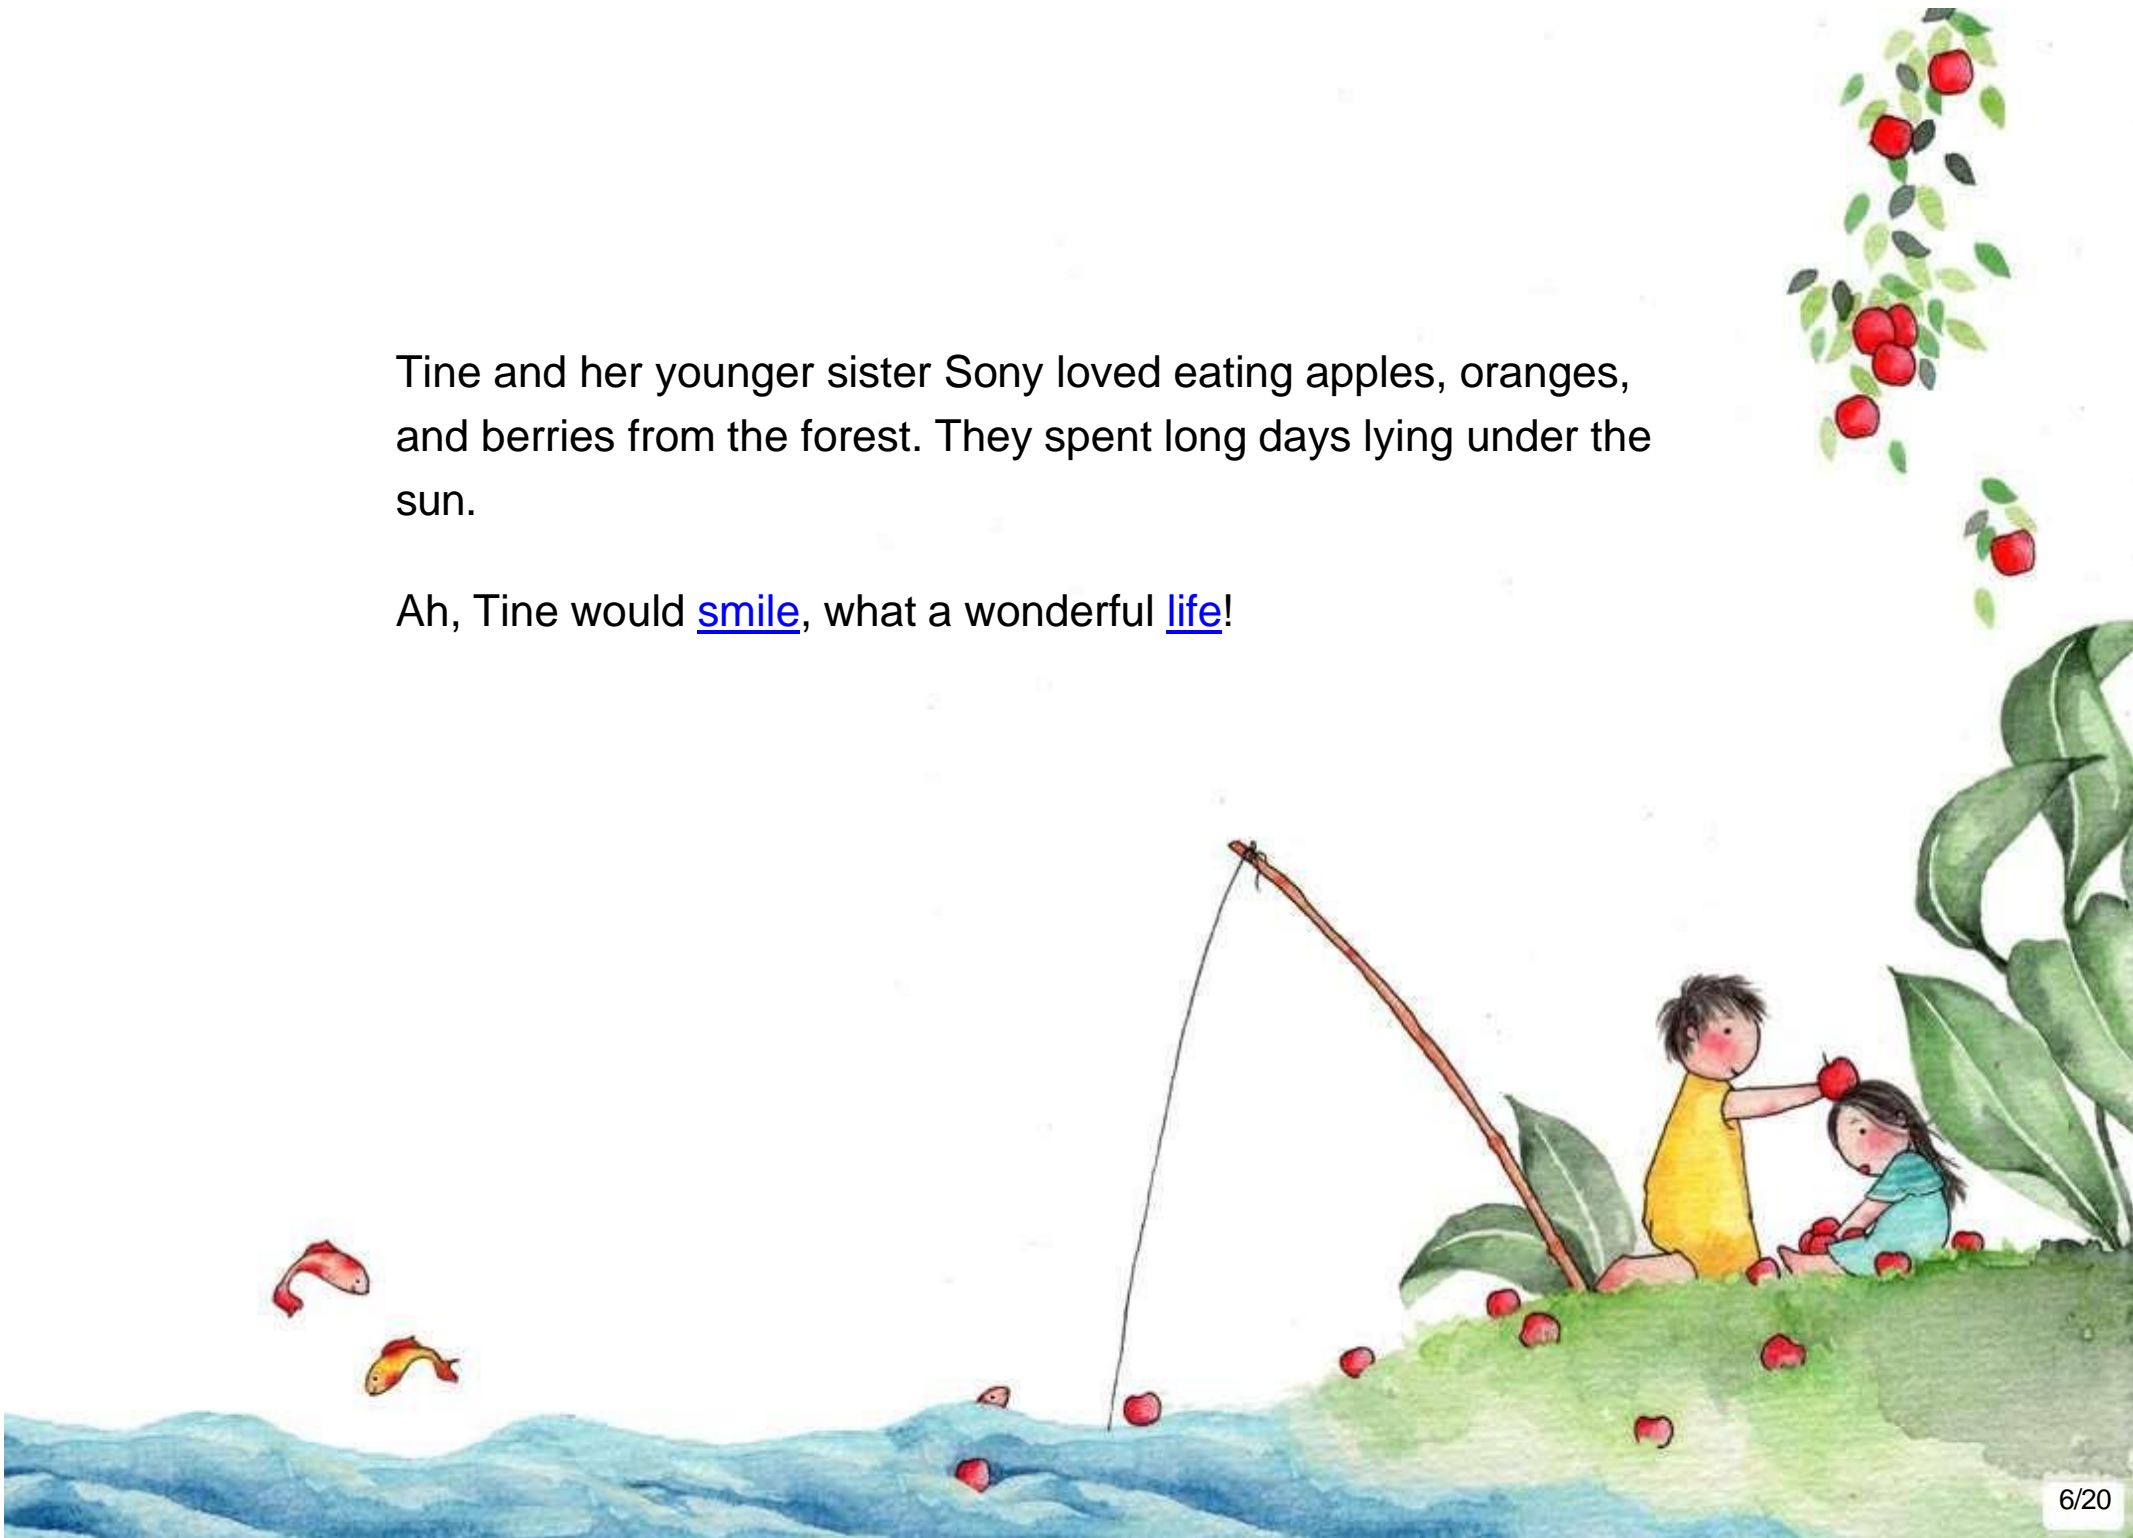 Tine and her younger sister Sony loved eating apples, oranges,
and berries from the forest. They spent long days lying under the
sun.
Ah, Tine would smile, what a wonderful life!
6/20